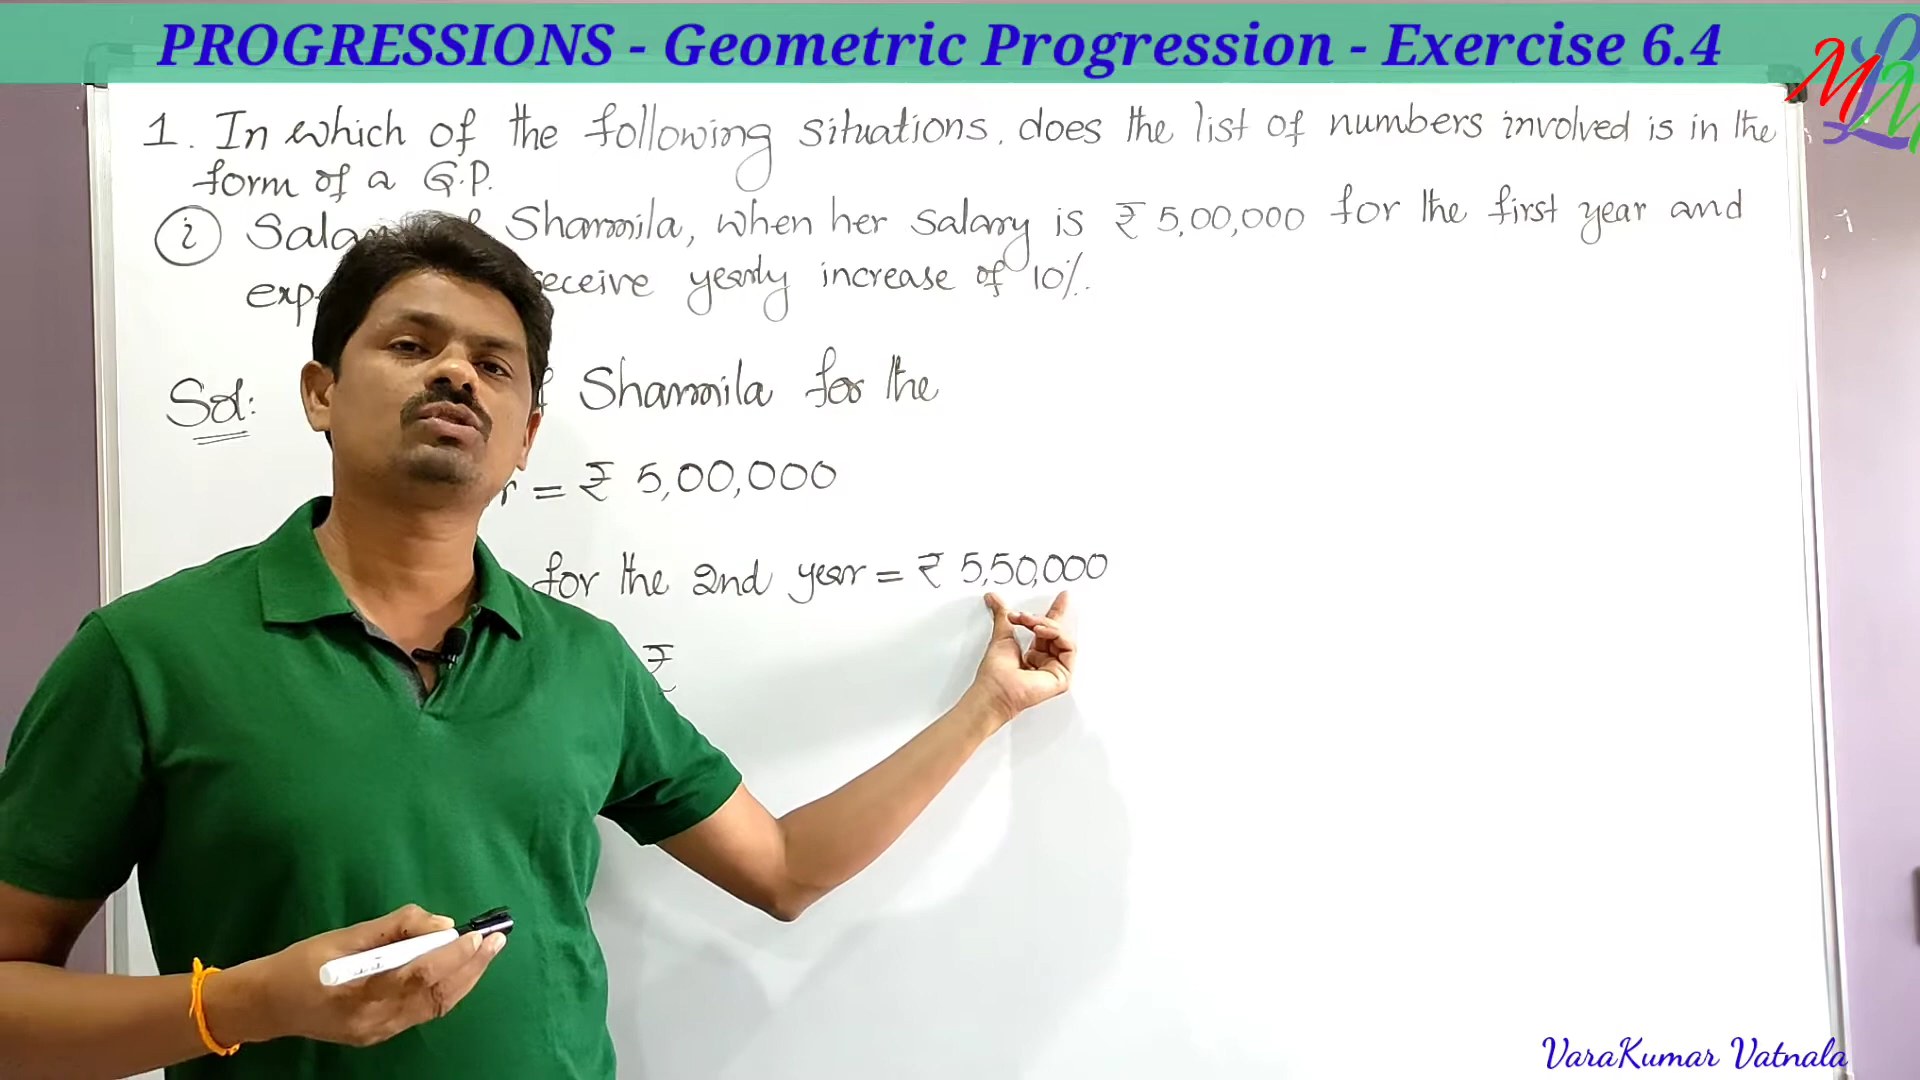 PROGRESSIONS - Geometric Progression - Exercise 6.4
1. In which of the following situations, does the list of numbers involved is in the
form of a G.P.
i Sharmila, when her salary is ₹ 5,00,000 for the first year and
receive yearly increase of 10%.
Sol: Sharmila for the
= ₹ 5,00,000
for the 2nd year = ₹ 5,50,000
₹
VaraKumar Vatnala